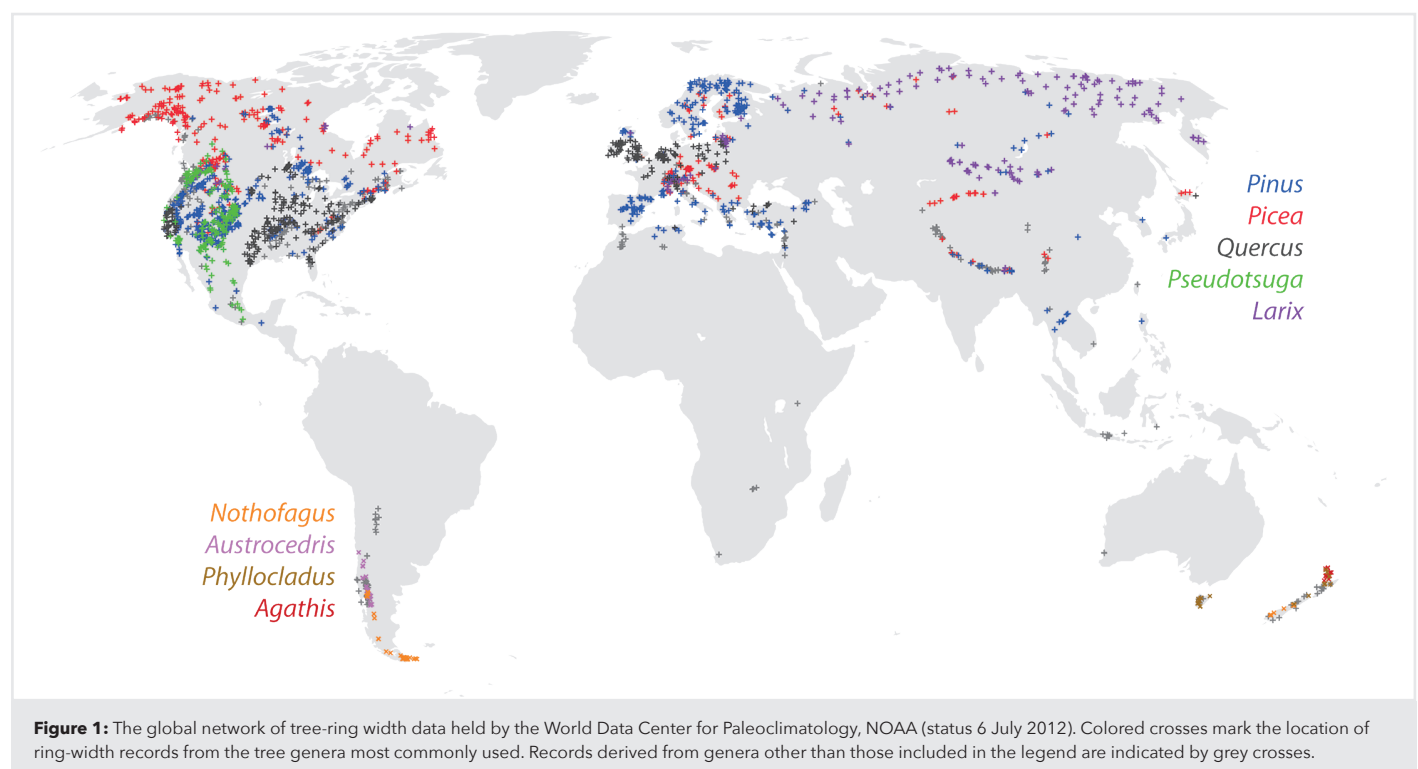 Pinus
Picea
Quercus
Pseudotsuga
Larix
Nothofagus
Austrocedris
Phyllocladus
Agathis
Figure 1: The global network of tree-ring width data held by the World Data Center for Paleoclimatology, NOAA (status 6 July 2012). Colored crosses mark the location of
ring-width records from the tree genera most commonly used. Records derived from genera other than those included in the legend are indicated by grey crosses.